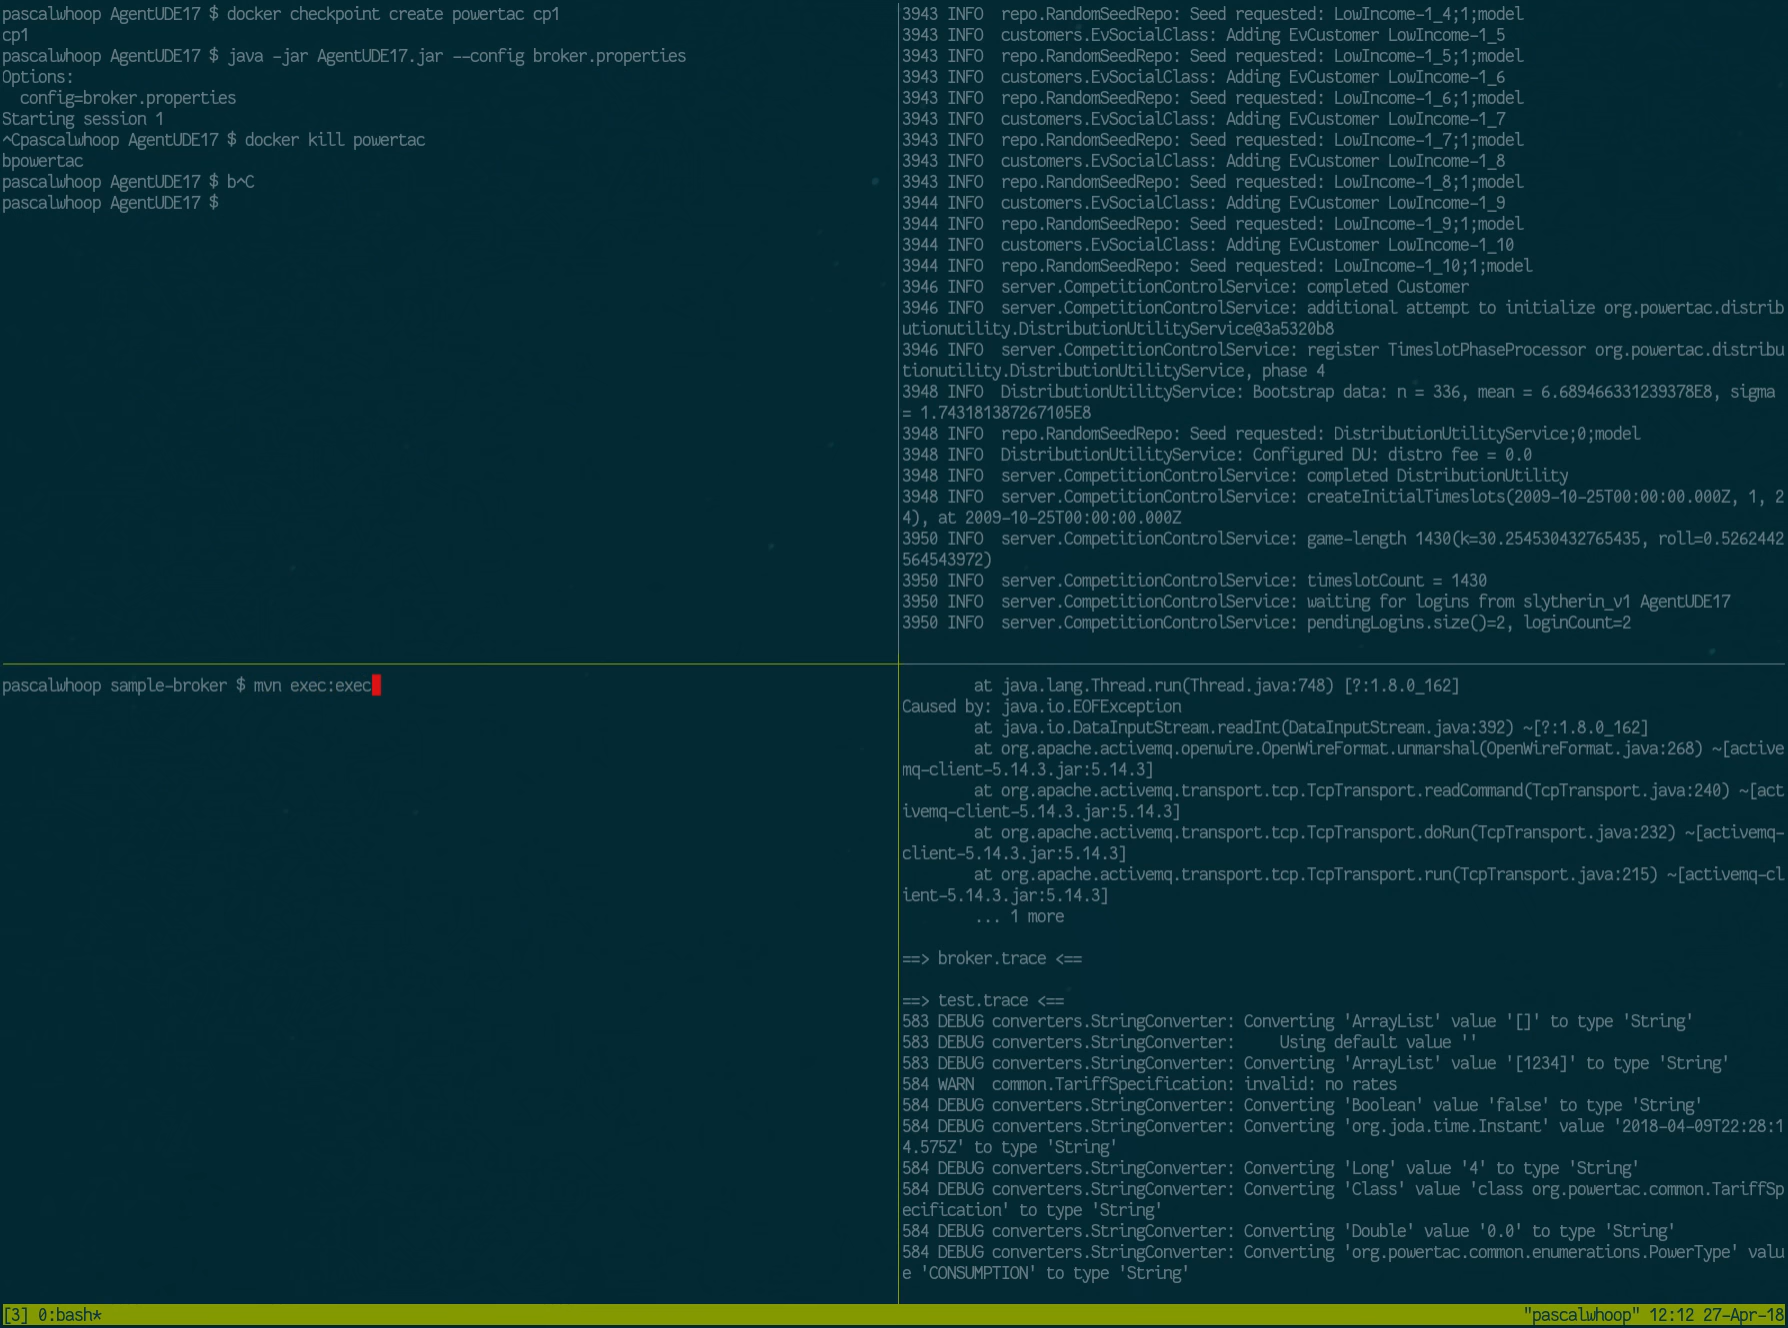 pascalwhoop AgentUDE17 $ docker checkpoint create powertac cp1
cp1
pascalwhoop AgentUDE17 $ java -jar AgentUDE17.jar --config broker.properties
Options:
  config=broker.properties
Starting session 1
^Cpascalwhoop AgentUDE17 $ docker kill powertac
bpowertac
pascalwhoop AgentUDE17 $ b^C
pascalwhoop AgentUDE17 $
3943 INFO  repo.RandomSeedRepo: Seed requested: LowIncome-1_4;1;model
3943 INFO  customers.EvSocialClass: Adding EvCustomer LowIncome-1_5
3943 INFO  repo.RandomSeedRepo: Seed requested: LowIncome-1_5;1;model
3943 INFO  customers.EvSocialClass: Adding EvCustomer LowIncome-1_6
3943 INFO  repo.RandomSeedRepo: Seed requested: LowIncome-1_6;1;model
3943 INFO  customers.EvSocialClass: Adding EvCustomer LowIncome-1_7
3943 INFO  repo.RandomSeedRepo: Seed requested: LowIncome-1_7;1;model
3943 INFO  customers.EvSocialClass: Adding EvCustomer LowIncome-1_8
3943 INFO  repo.RandomSeedRepo: Seed requested: LowIncome-1_8;1;model
3944 INFO  customers.EvSocialClass: Adding EvCustomer LowIncome-1_9
3944 INFO  repo.RandomSeedRepo: Seed requested: LowIncome-1_9;1;model
3944 INFO  customers.EvSocialClass: Adding EvCustomer LowIncome-1_10
3944 INFO  repo.RandomSeedRepo: Seed requested: LowIncome-1_10;1;model
3946 INFO  server.CompetitionControlService: completed Customer
3946 INFO  server.CompetitionControlService: additional attempt to initialize org.powertac.distrib
utionutility.DistributionUtilityService@3a5320b8
3946 INFO  server.CompetitionControlService: register TimeslotPhaseProcessor org.powertac.distribu
tionutility.DistributionUtilityService, phase 4
3948 INFO  DistributionUtilityService: Bootstrap data: n = 336, mean = 6.689466331239378E8, sigma
= 1.743181387267105E8
3948 INFO  repo.RandomSeedRepo: Seed requested: DistributionUtilityService;0;model
3948 INFO  DistributionUtilityService: Configured DU: distro fee = 0.0
3948 INFO  server.CompetitionControlService: completed DistributionUtility
3948 INFO  server.CompetitionControlService: createInitialTimeslots(2009-10-25T00:00:00.000Z, 1, 2
4), at 2009-10-25T00:00:00.000Z
3950 INFO  server.CompetitionControlService: game-length 1430(k=30.254530432765435, roll=0.5262442
564543972)
3950 INFO  server.CompetitionControlService: timeslotCount = 1430
3950 INFO  server.CompetitionControlService: waiting for logins from slytherin_v1 AgentUDE17
3950 INFO  server.CompetitionControlService: pendingLogins.size()=2, loginCount=2
pascalwhoop sample-broker $ mvn exec:exec
        at java.lang.Thread.run(Thread.java:748) [?:1.8.0_162]
Caused by: java.io.EOFException
        at java.io.DataInputStream.readInt(DataInputStream.java:392) ~[?:1.8.0_162]
        at org.apache.activemq.openwire.OpenWireFormat.unmarshal(OpenWireFormat.java:268) ~[active
mq-client-5.14.3.jar:5.14.3]
        at org.apache.activemq.transport.tcp.TcpTransport.readCommand(TcpTransport.java:240) ~[act
ivemq-client-5.14.3.jar:5.14.3]
        at org.apache.activemq.transport.tcp.TcpTransport.doRun(TcpTransport.java:232) ~[activemq-
client-5.14.3.jar:5.14.3]
        at org.apache.activemq.transport.tcp.TcpTransport.run(TcpTransport.java:215) ~[activemq-cl
ient-5.14.3.jar:5.14.3]
        ... 1 more
==> broker.trace <==
==> test.trace <==
583 DEBUG converters.StringConverter: Converting 'ArrayList' value '[]' to type 'String'
583 DEBUG converters.StringConverter:     Using default value ''
583 DEBUG converters.StringConverter: Converting 'ArrayList' value '[1234]' to type 'String'
584 WARN  common.TariffSpecification: invalid: no rates
584 DEBUG converters.StringConverter: Converting 'Boolean' value 'false' to type 'String'
584 DEBUG converters.StringConverter: Converting 'org.joda.time.Instant' value '2018-04-09T22:28:1
4.575Z' to type 'String'
584 DEBUG converters.StringConverter: Converting 'Long' value '4' to type 'String'
584 DEBUG converters.StringConverter: Converting 'Class' value 'class org.powertac.common.TariffSp
ecification' to type 'String'
584 DEBUG converters.StringConverter: Converting 'Double' value '0.0' to type 'String'
584 DEBUG converters.StringConverter: Converting 'org.powertac.common.enumerations.PowerType' valu
e 'CONSUMPTION' to type 'String'
[3] 0:bash*
"pascalwhoop" 12:12 27-Apr-18